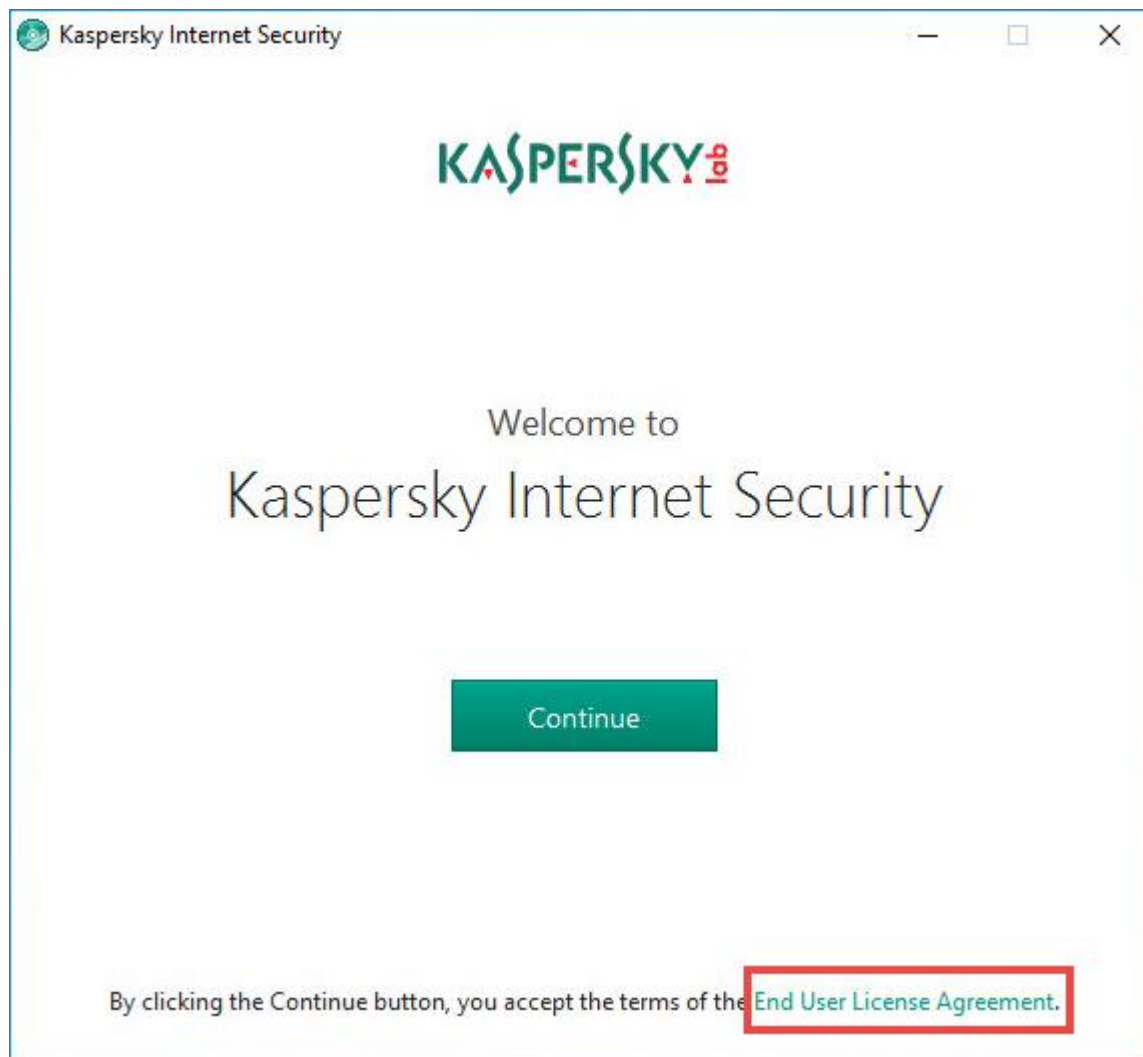 Kaspersky Internet Security
KASPERSKY lab
Welcome to
Kaspersky Internet Security
Continue
By clicking the Continue button, you accept the terms of the End User License Agreement.